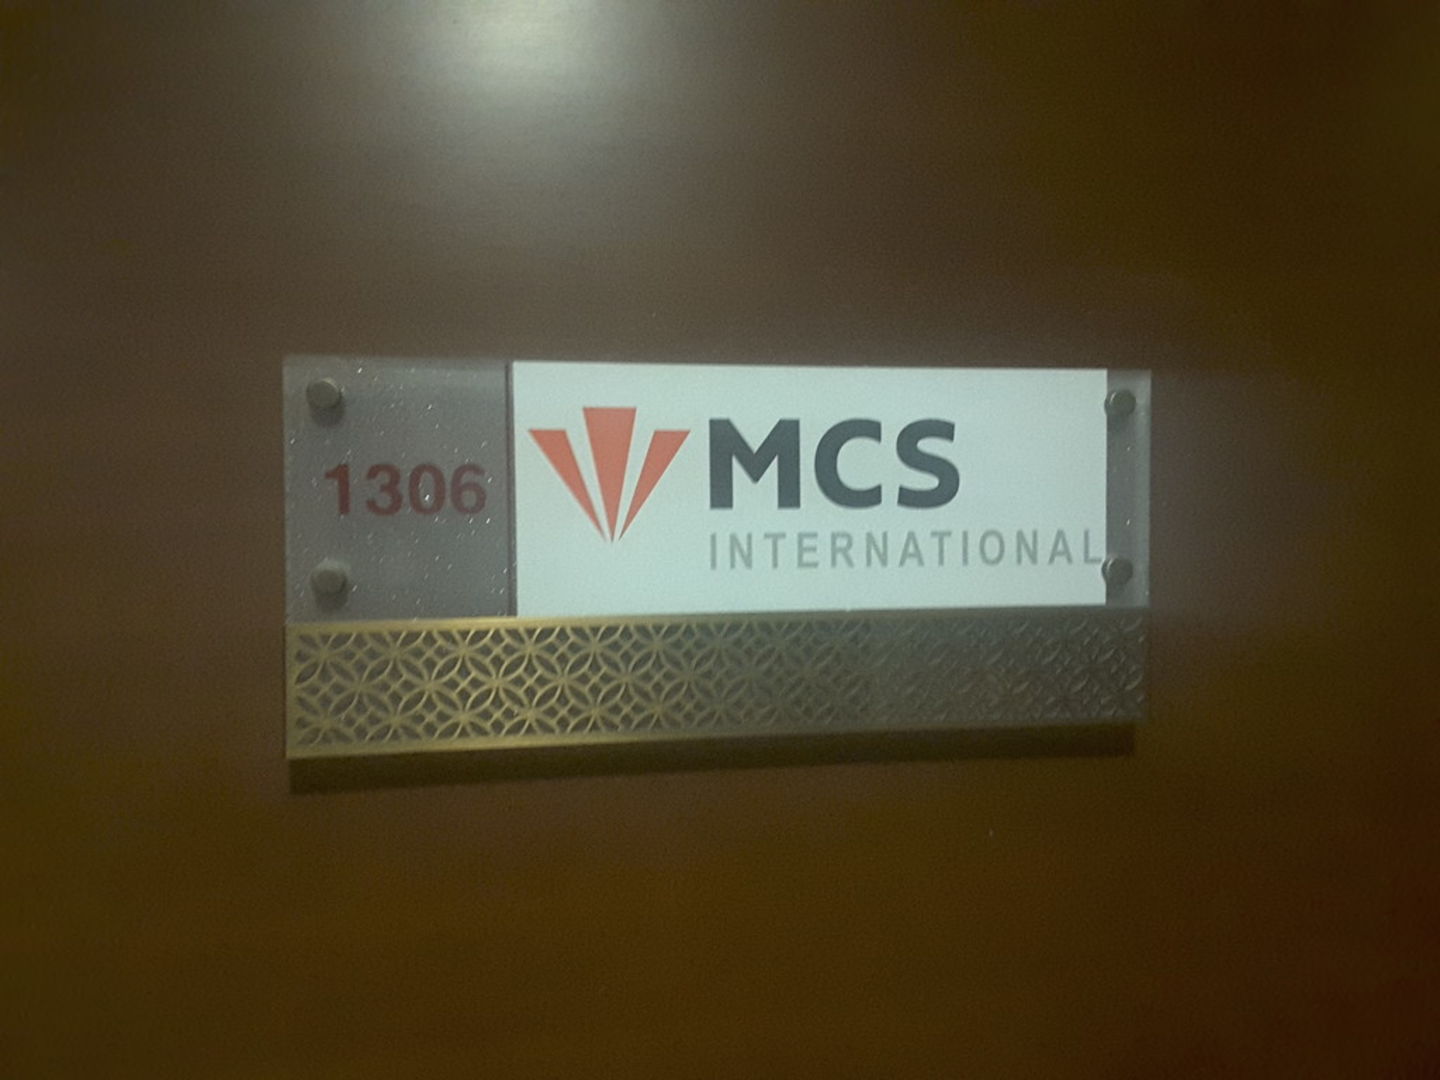 1306
MCS
INTERNATIONAL